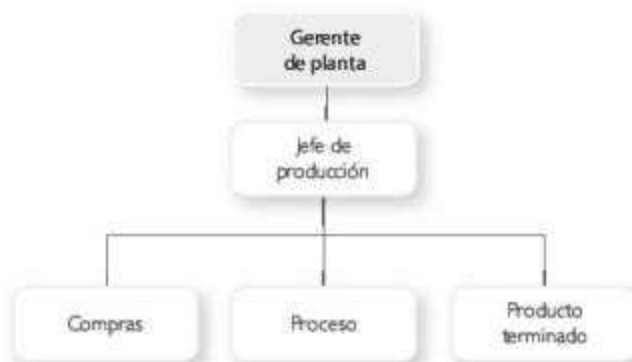 Gerente
de planta
Jefe de
producción
Compras
Proceso
Producto
terminado